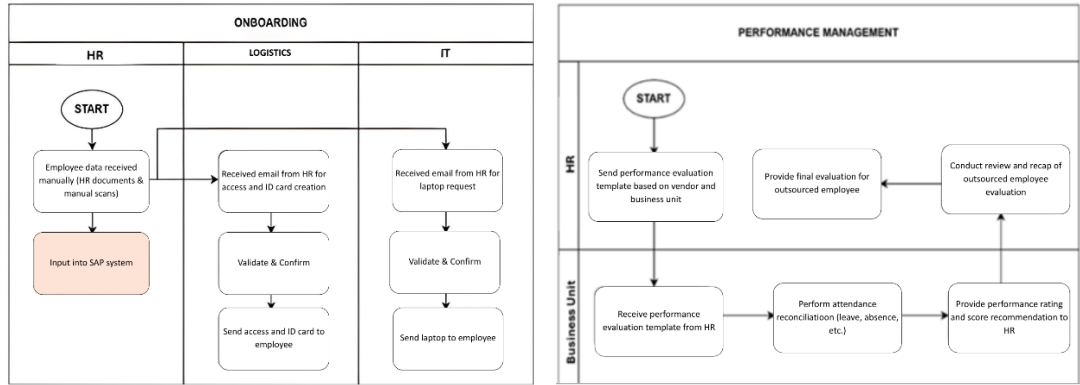 ONBOARDING
HR
LOGISTICS
IT
START
Employee data received
manually (HR documents &
manual scans)
Input into SAP system
Received email from HR for
access and ID card creation
Validate & Confirm
Send access and ID card to
employee
Received email from HR for
laptop request
Validate & Confirm
Send laptop to employee
PERFORMANCE MANAGEMENT
HR
START
Send performance evaluation
template based on vendor and
business unit
Provide final evaluation for
outsourced employee
Conduct review and recap of
outsourced employee
evaluation
Business Unit
Receive performance
evaluation template from HR
Perform attendance
reconciliatioon (leave, absence,
etc.)
Provide performance rating
and score recommendation to
HR